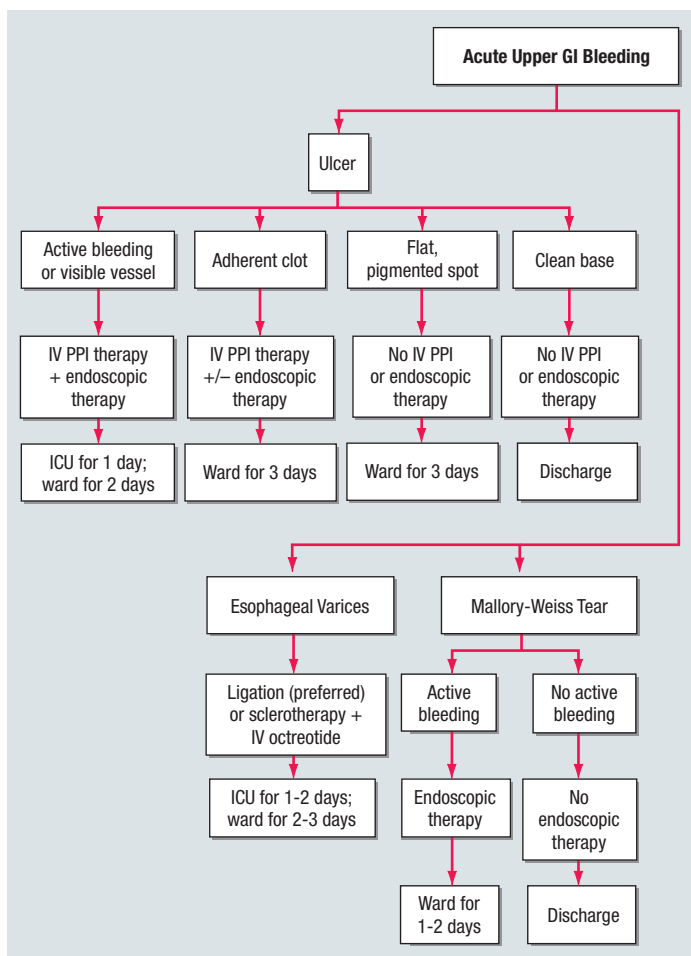 Acute Upper GI Bleeding
Ulcer
Active bleeding
or visible vessel
Adherent clot
Flat,
pigmented spot
Clean base
IV PPI therapy
+ endoscopic
therapy
IV PPI therapy
+/– endoscopic
therapy
No IV PPI
or endoscopic
therapy
No IV PPI
or endoscopic
therapy
ICU for 1 day;
ward for 2 days
Ward for 3 days
Ward for 3 days
Discharge
Esophageal Varices
Mallory-Weiss Tear
Ligation (preferred)
or sclerotherapy +
IV octreotide
Active
bleeding
No active
bleeding
ICU for 1-2 days;
ward for 2-3 days
Endoscopic
therapy
No
endoscopic
therapy
Ward for
1-2 days
Discharge